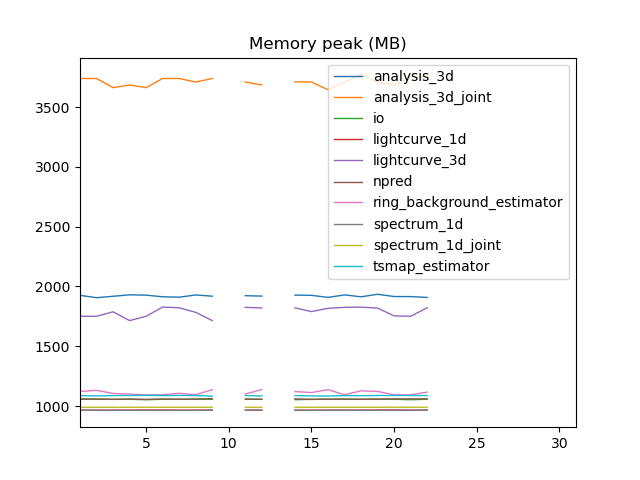 Memory peak (MB)
analysis_3d
analysis_3d_joint
io
lightcurve_1d
lightcurve_3d
npred
ring_background_estimator
spectrum_1d
spectrum_1d_joint
tsmap_estimator
3500
3000
2500
2000
1500
1000
5 10 15 20 25 30